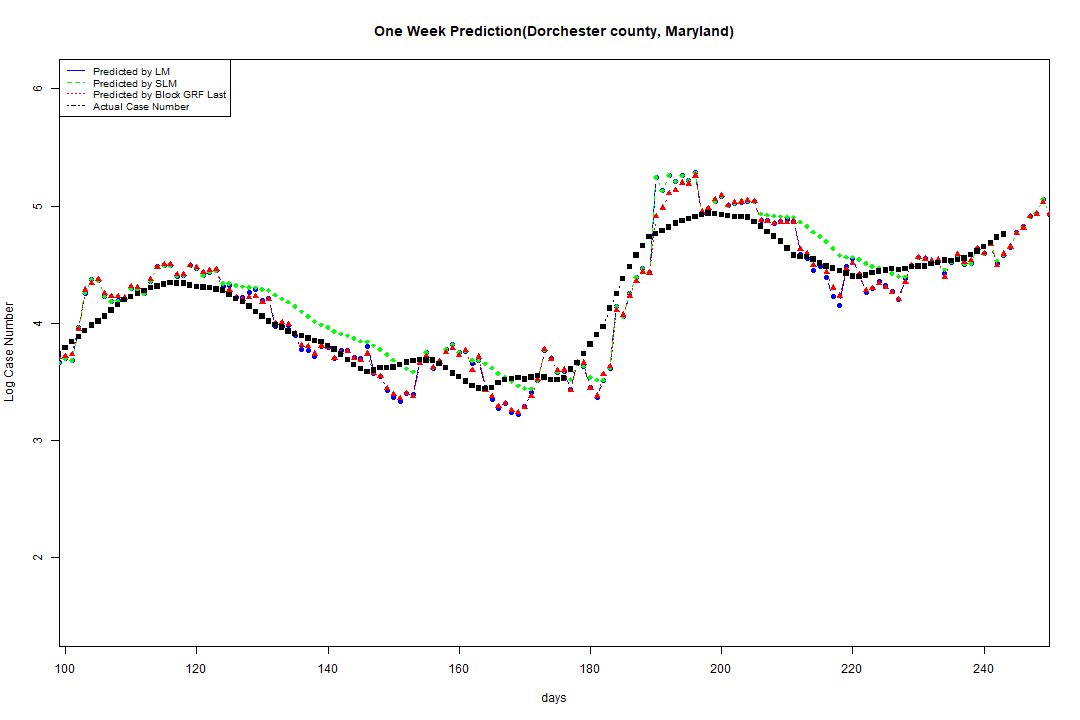 One Week Prediction(Dorchester county, Maryland)
Predicted by LM
Predicted by SLM
Predicted by Block GRF Last
Actual Case Number
6
5
4
3
2
Log Case Number
100 120 140 160 180 200 220 240
days